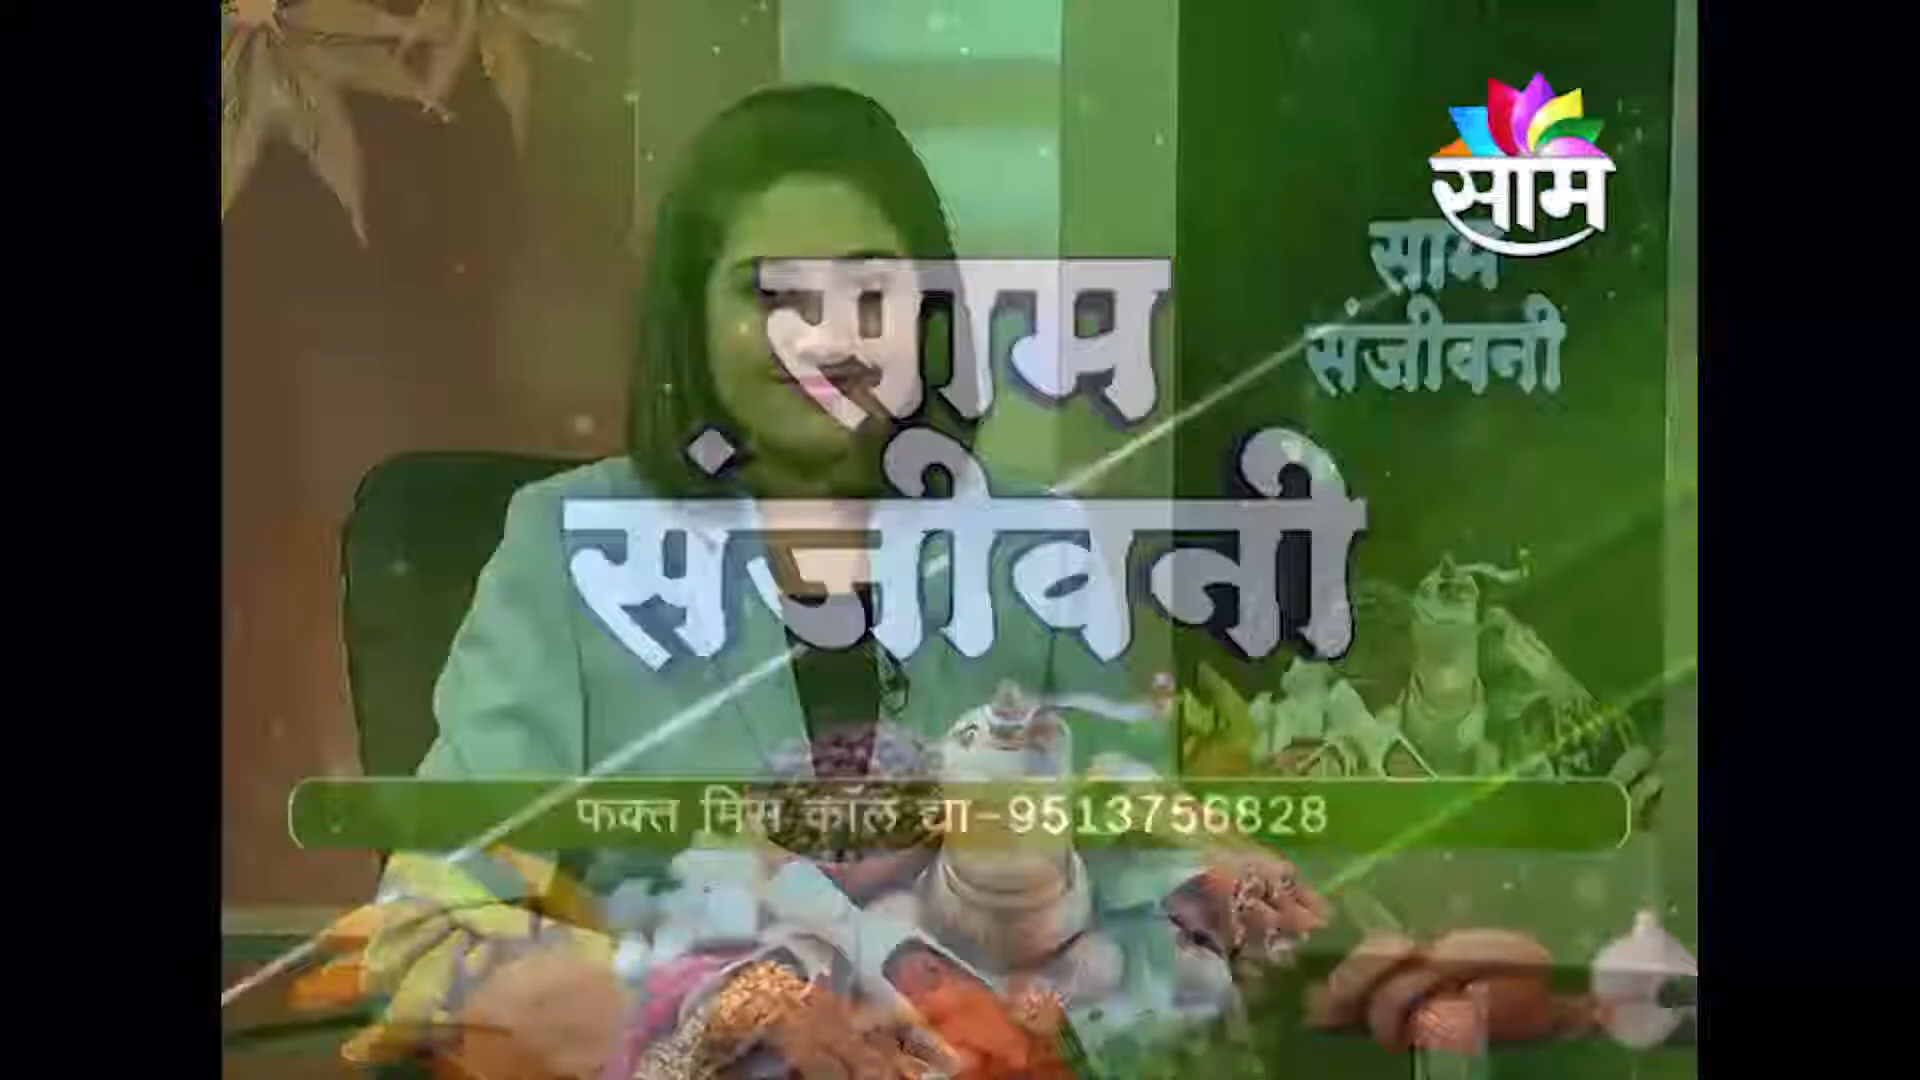 साम
साम
संजीवनी
साम
संजीवनी
फक्त मिस कॉल द्या-9513756828